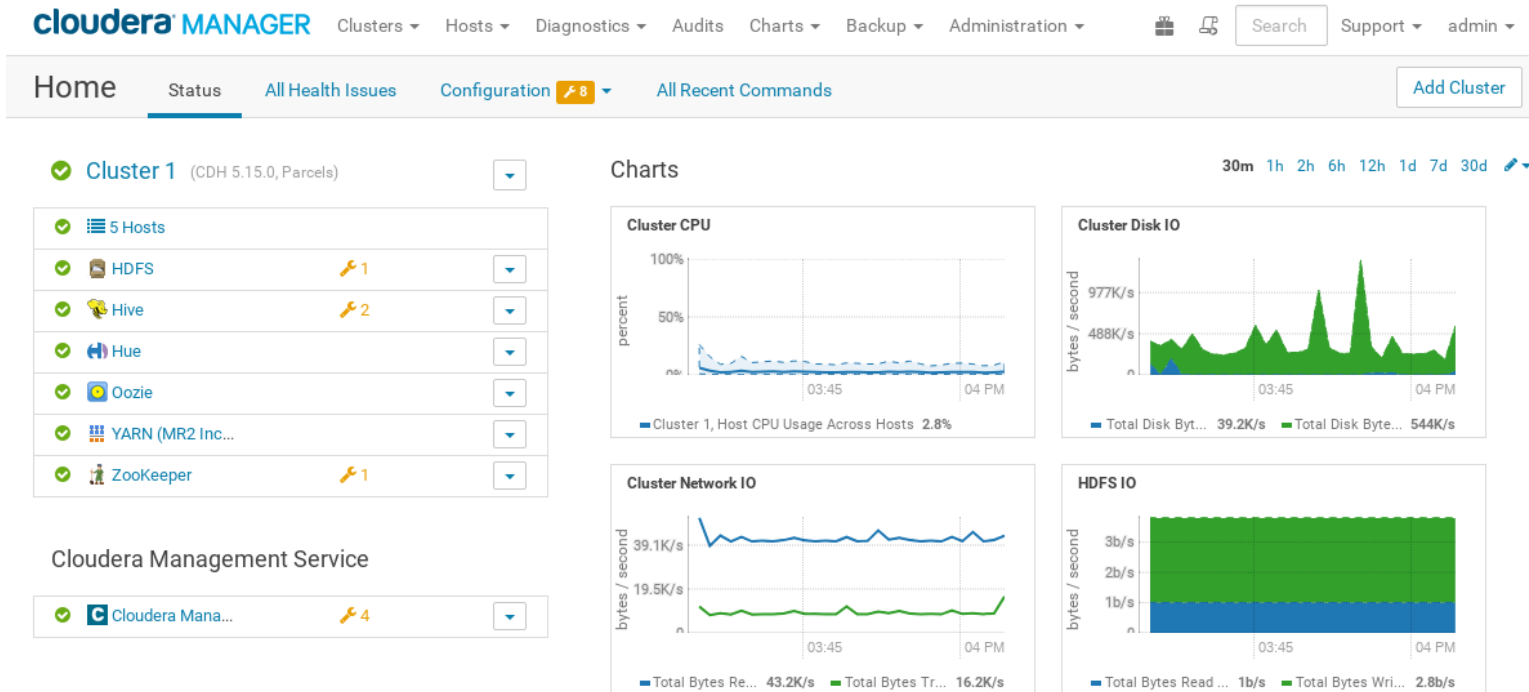 cloudera MANAGER Clusters Hosts Diagnostics Audits Charts Backup Administration Search Support admin
Home Status All Health Issues Configuration 8 All Recent Commands Add Cluster
Cluster 1 (CDH 5.15.0, Parcels)
5 Hosts
HDFS 1
Hive 2
Hue
Oozie
YARN (MR2 Inc...
ZooKeeper 1
Cloudera Management Service
C Cloudera Mana... 4
Charts 30m 1h 2h 6h 12h 1d 7d 30d
Cluster CPU
percent
100%
50%
0%
03:45 04 PM
Cluster 1, Host CPU Usage Across Hosts 2.8%
Cluster Disk IO
bytes / second
977K/s
488K/s
0
03:45 04 PM
Total Disk Byt... 39.2K/s Total Disk Byte... 544K/s
Cluster Network IO
bytes / second
39.1K/s
19.5K/s
0
03:45 04 PM
Total Bytes Re... 43.2K/s Total Bytes Tr... 16.2K/s
HDFS IO
bytes / second
3b/s
2b/s
1b/s
0
03:45 04 PM
Total Bytes Read ... 1b/s Total Bytes Wri... 2.8b/s